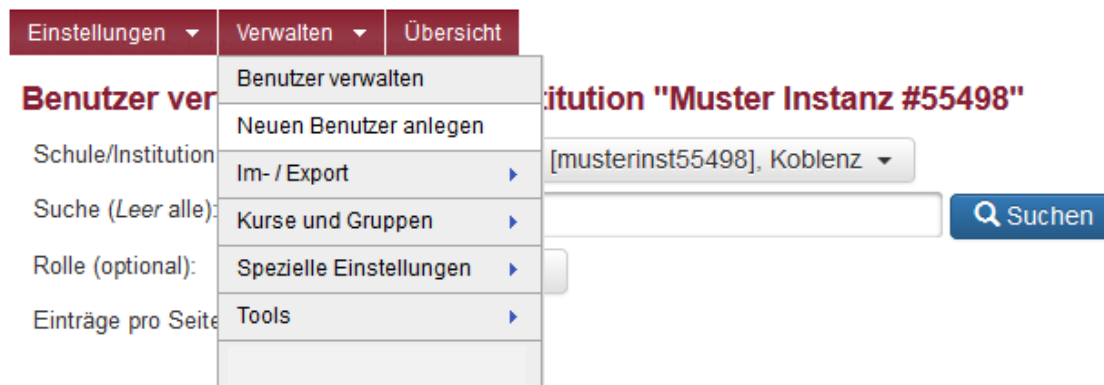 Einstellungen Verwalten Übersicht
Benutzer verwalten
Benutzer ver itution "Muster Instanz #55498"
Neuen Benutzer anlegen
Schule/Institution [musterinst55498], Koblenz
Im- / Export
Suche (Leer alle): Suchen
Kurse und Gruppen
Rolle (optional):
Spezielle Einstellungen
Einträge pro Seite
Tools